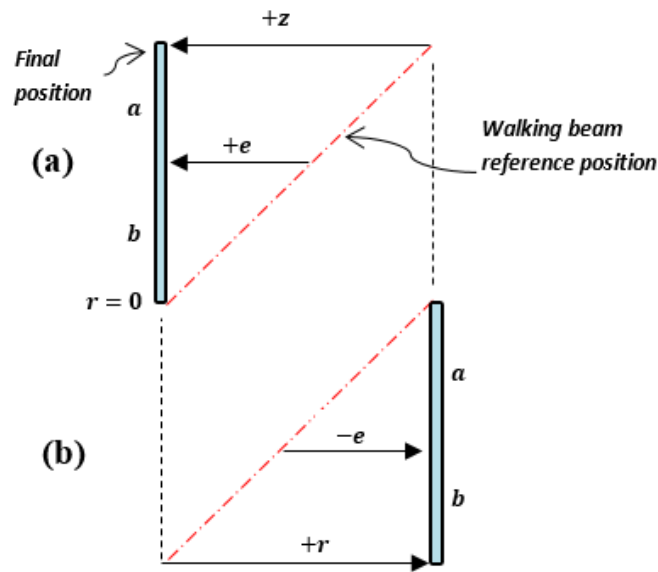 +z
Final
position
a
(a)
+e
Walking beam
reference position
b
r = 0
a
(b)
−e
b
+r